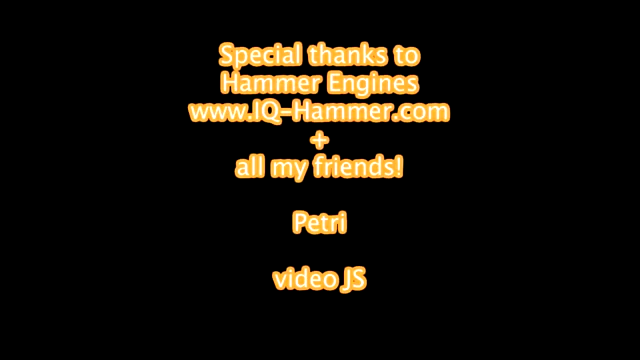 Special thanks to
Hammer Engines
www.IQ-Hammer.com
+
all my friends!
Petri
video JS